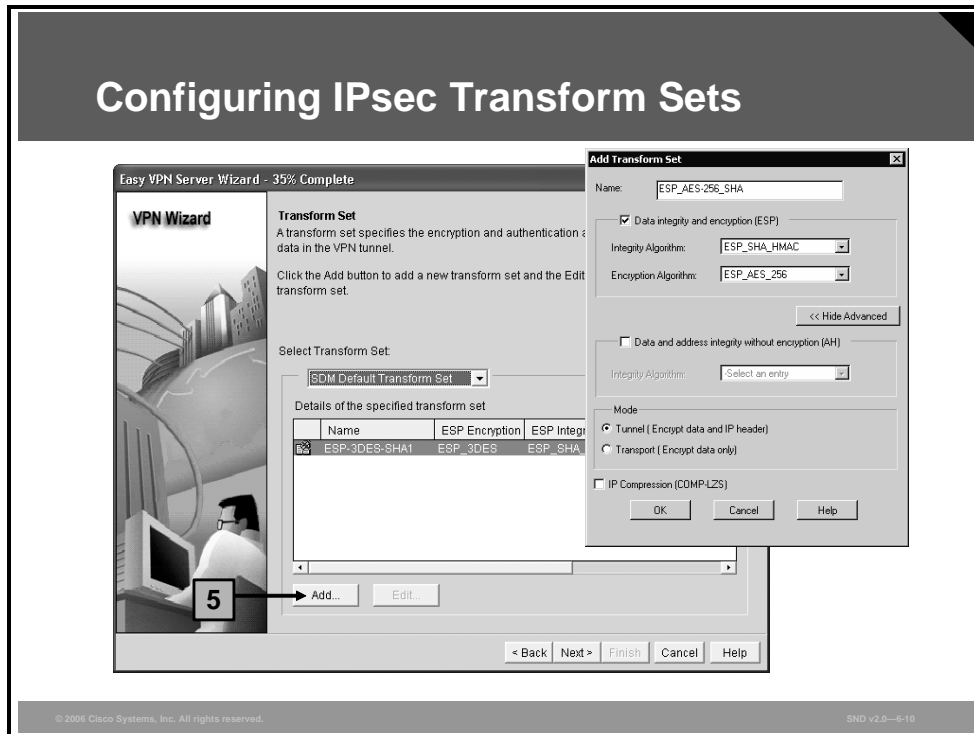 Configuring IPsec Transform Sets
Easy VPN Server Wizard - 35% Complete
VPN Wizard
Transform Set
A transform set specifies the encryption and authentication
data in the VPN tunnel.
Click the Add button to add a new transform set and the Edit
transform set.
Select Transform Set:
SDM Default Transform Set
Details of the specified transform set
Name
ESP Encryption
ESP Integr
ESP-3DES-SHA1
ESP_3DES
ESP_SHA_
5
Add...
Edit...
< Back
Next >
Finish
Cancel
Help
Add Transform Set
Name:
ESP_AES-256_SHA
Data integrity and encryption (ESP)
Integrity Algorithm:
ESP_SHA_HMAC
Encryption Algorithm:
ESP_AES_256
<< Hide Advanced
Data and address integrity without encryption (AH)
Integrity Algorithm:
-Select an entry
Mode
Tunnel ( Encrypt data and IP header)
Transport ( Encrypt data only)
IP Compression (COMP-LZS)
OK
Cancel
Help
© 2006 Cisco Systems, Inc. All rights reserved.
SND v2.0—6-10